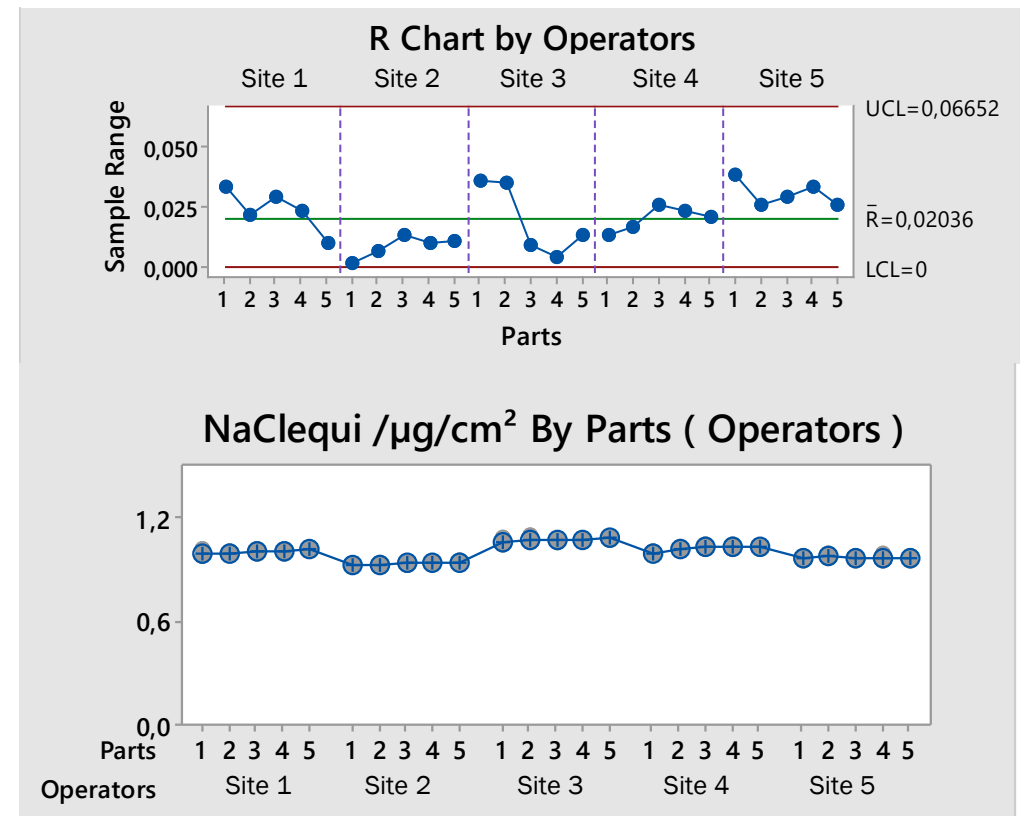 R Chart by Operators
Site 1 Site 2 Site 3 Site 4 Site 5
Sample Range
0,050
0,025
0,000
UCL=0,06652
R̄=0,02036
LCL=0
1 2 3 4 5 1 2 3 4 5 1 2 3 4 5 1 2 3 4 5 1 2 3 4 5
Parts
NaClequi /µg/cm² By Parts ( Operators )
1,2
0,6
0,0
Parts 1 2 3 4 5 1 2 3 4 5 1 2 3 4 5 1 2 3 4 5 1 2 3 4 5
Operators Site 1 Site 2 Site 3 Site 4 Site 5